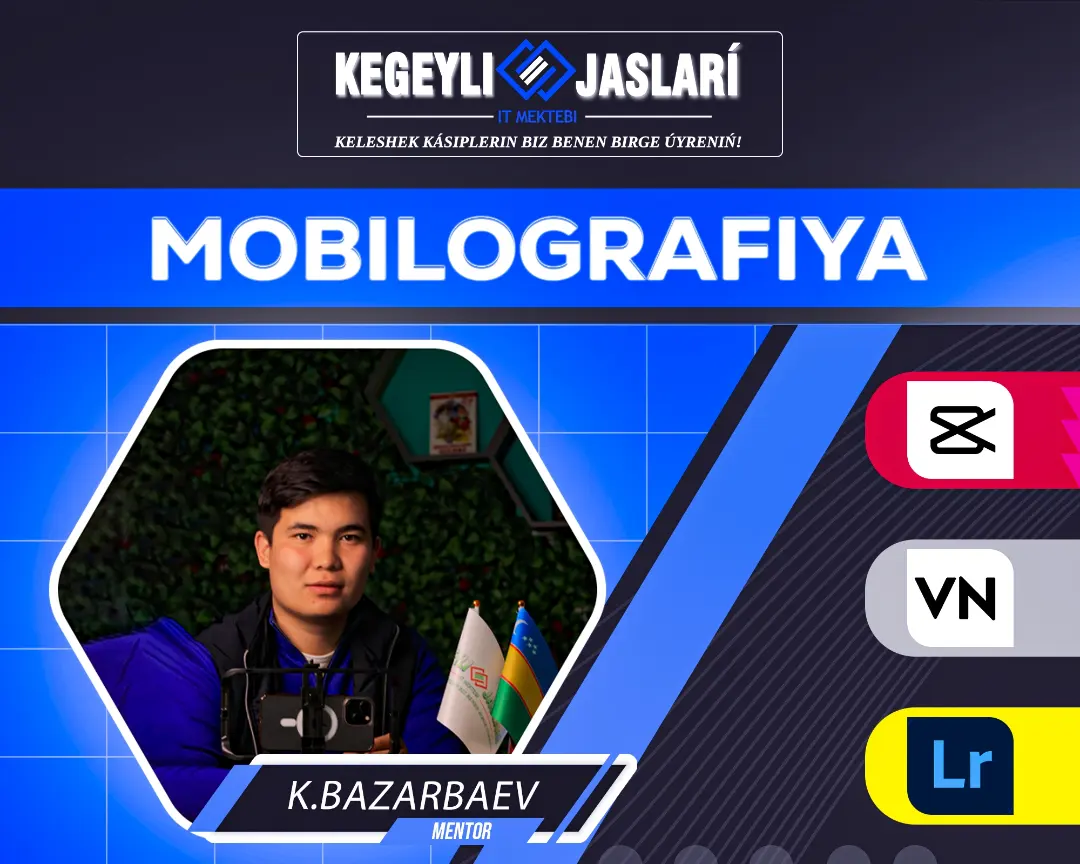 KEGEYLI JASLARÍ
IT MEKTEBI
KELESHEK KÁSIPLERIN BIZ BENEN BIRGE ÚYRENIŃ!
MOBILOGRAFIYA
VN
Lr
K.BAZARBAEV
MENTOR